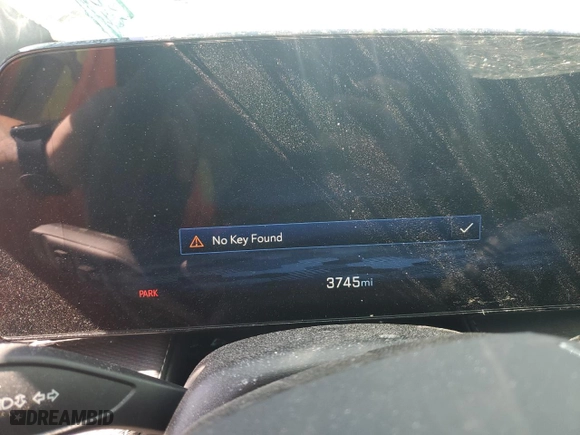 No Key Found
3745mi
PARK
DREAMBID